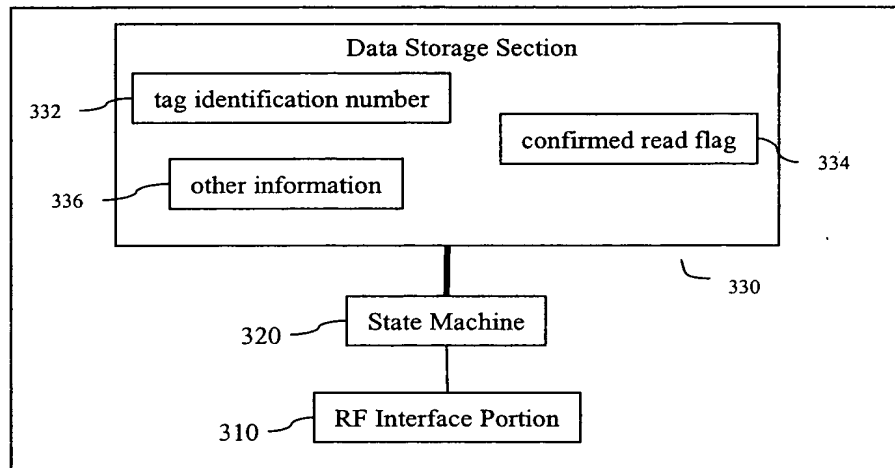 Data Storage Section
332
tag identification number
confirmed read flag
334
336
other information
330
320
State Machine
310
RF Interface Portion